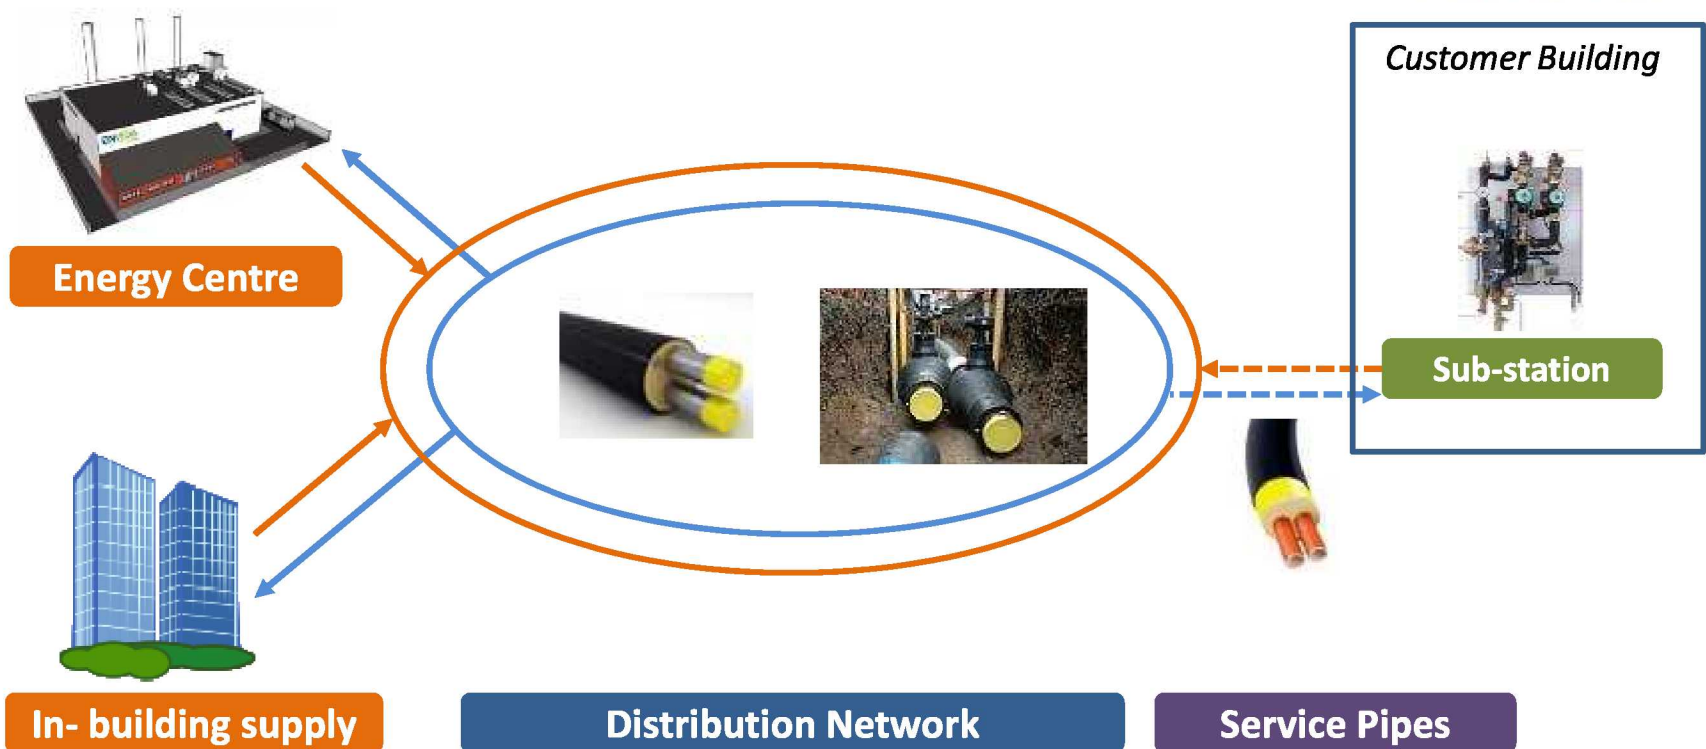 Customer Building
Energy Centre
Sub-station
In- building supply
Distribution Network
Service Pipes